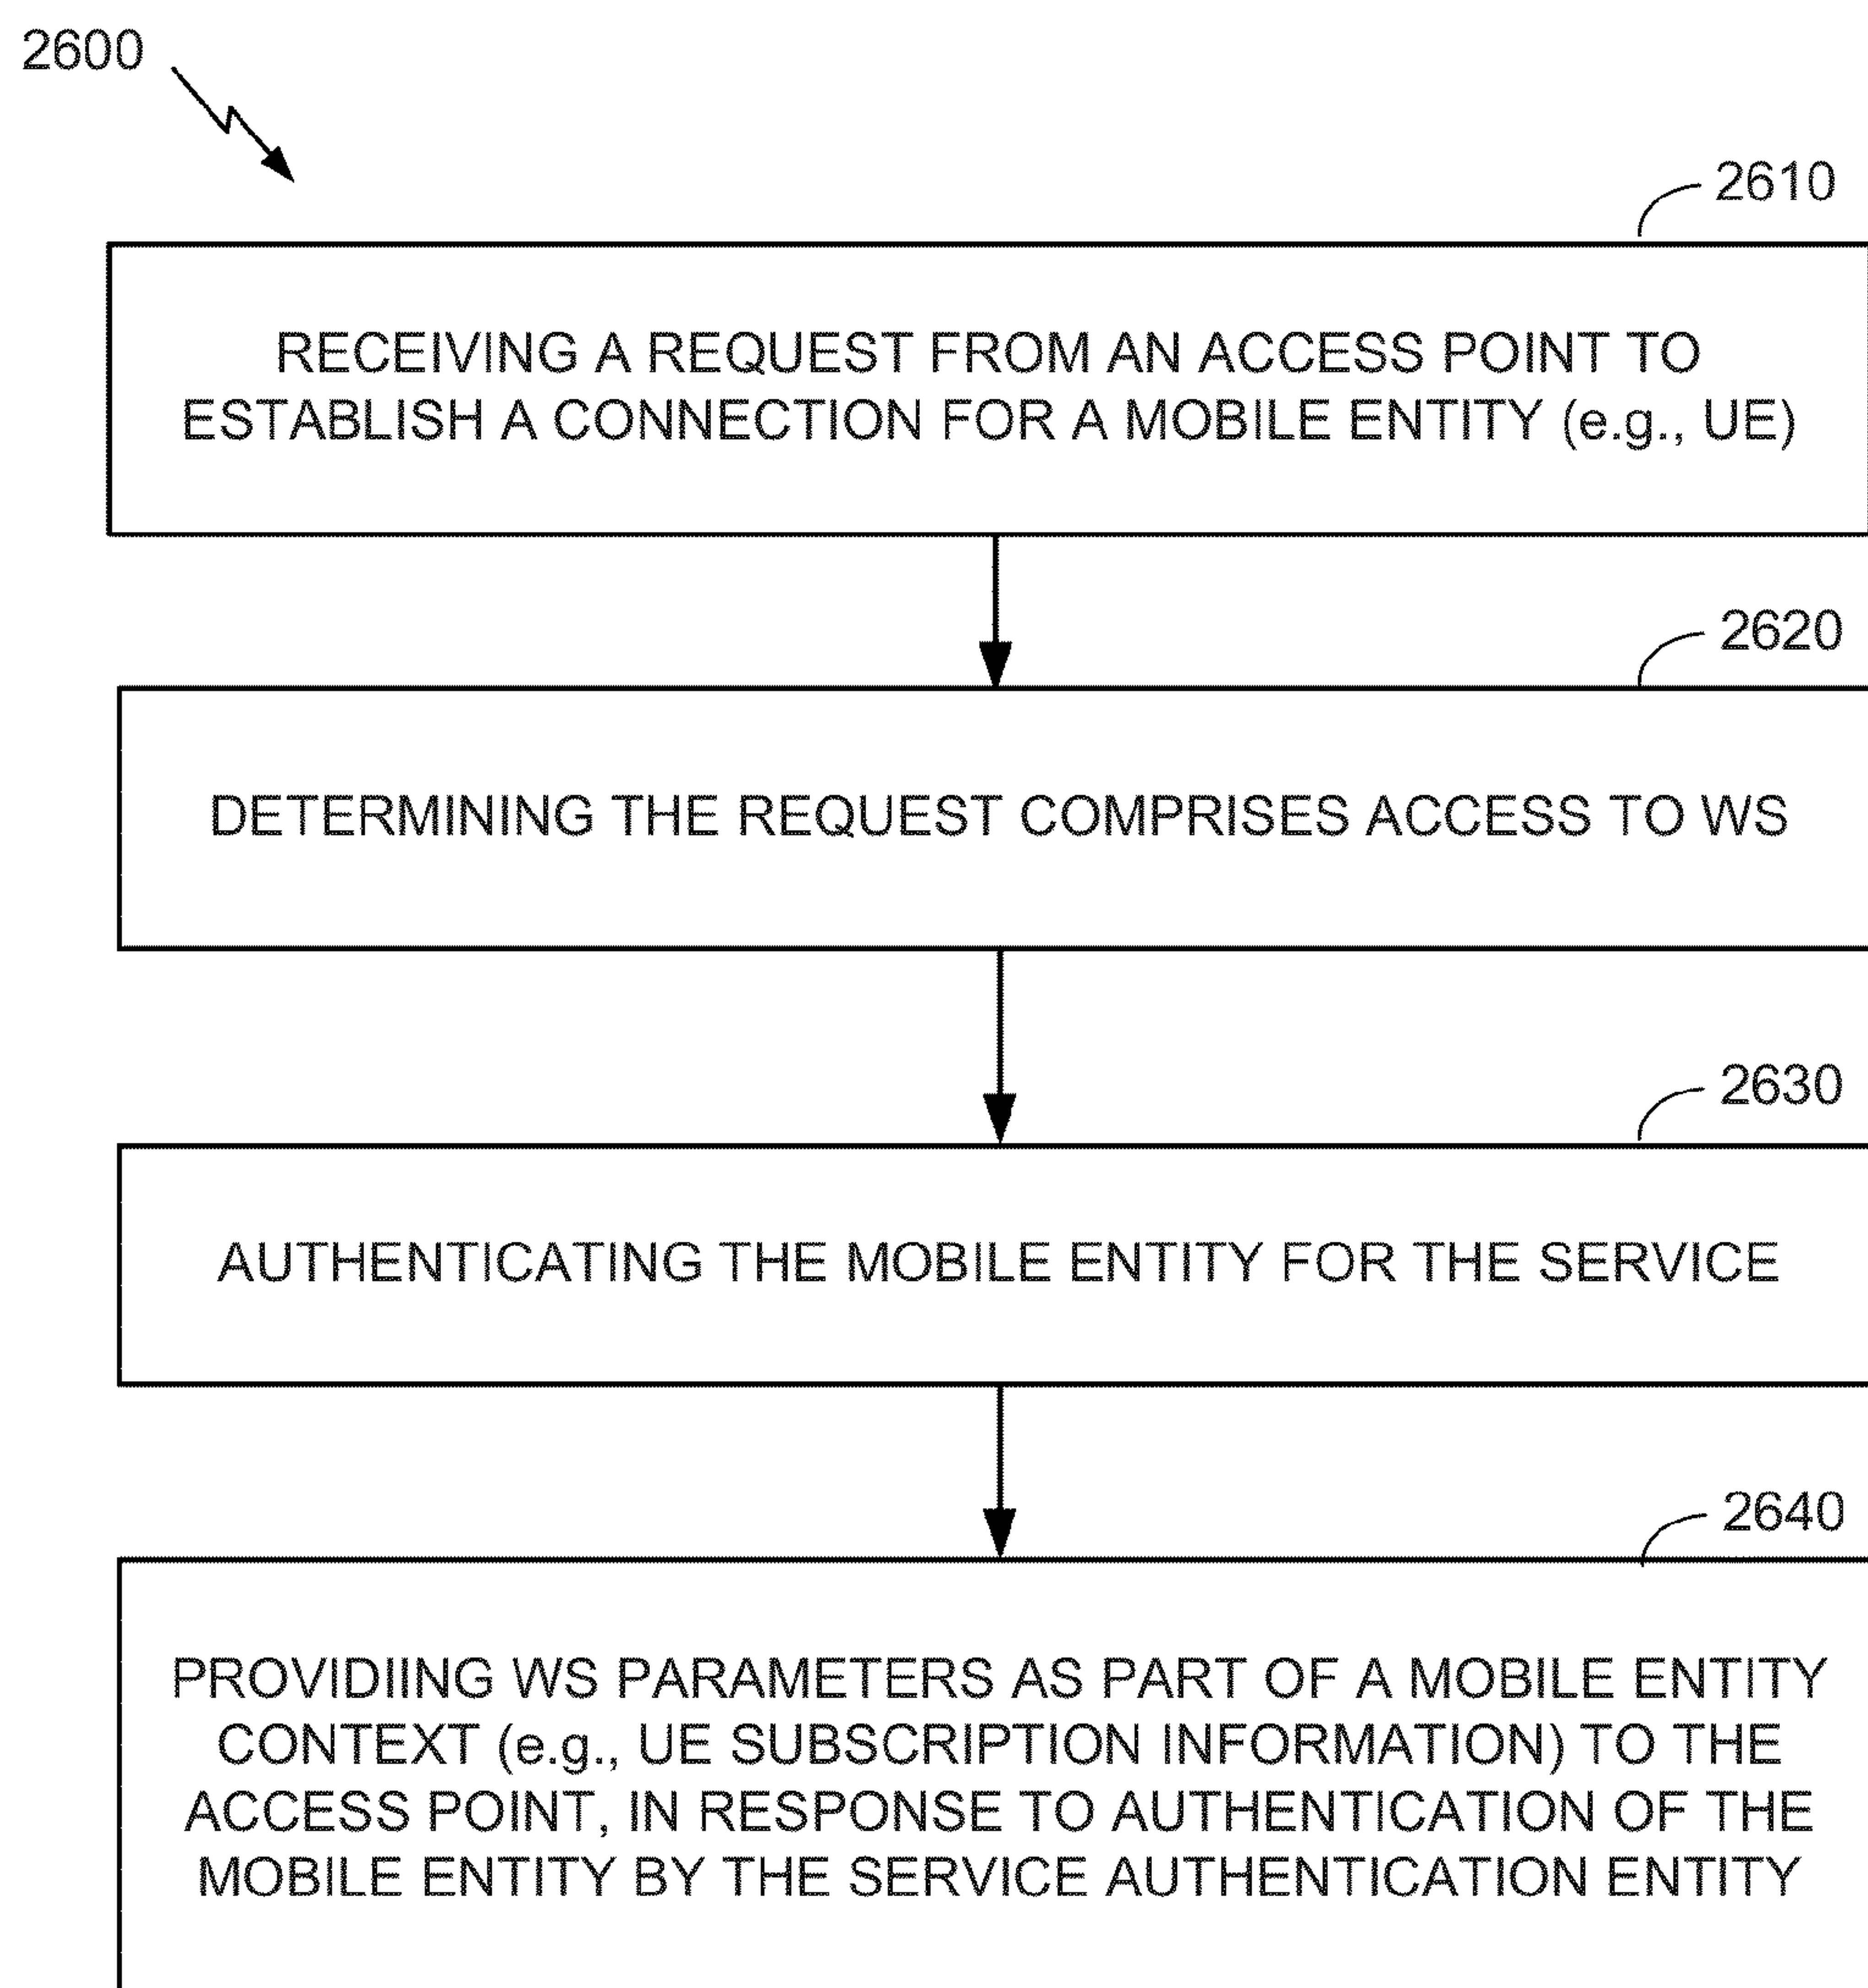 2600
2610
RECEIVING A REQUEST FROM AN ACCESS POINT TO
ESTABLISH A CONNECTION FOR A MOBILE ENTITY (e.g., UE)
2620
DETERMINING THE REQUEST COMPRISES ACCESS TO WS
2630
AUTHENTICATING THE MOBILE ENTITY FOR THE SERVICE
2640
PROVIDIING WS PARAMETERS AS PART OF A MOBILE ENTITY
CONTEXT (e.g., UE SUBSCRIPTION INFORMATION) TO THE
ACCESS POINT, IN RESPONSE TO AUTHENTICATION OF THE
MOBILE ENTITY BY THE SERVICE AUTHENTICATION ENTITY